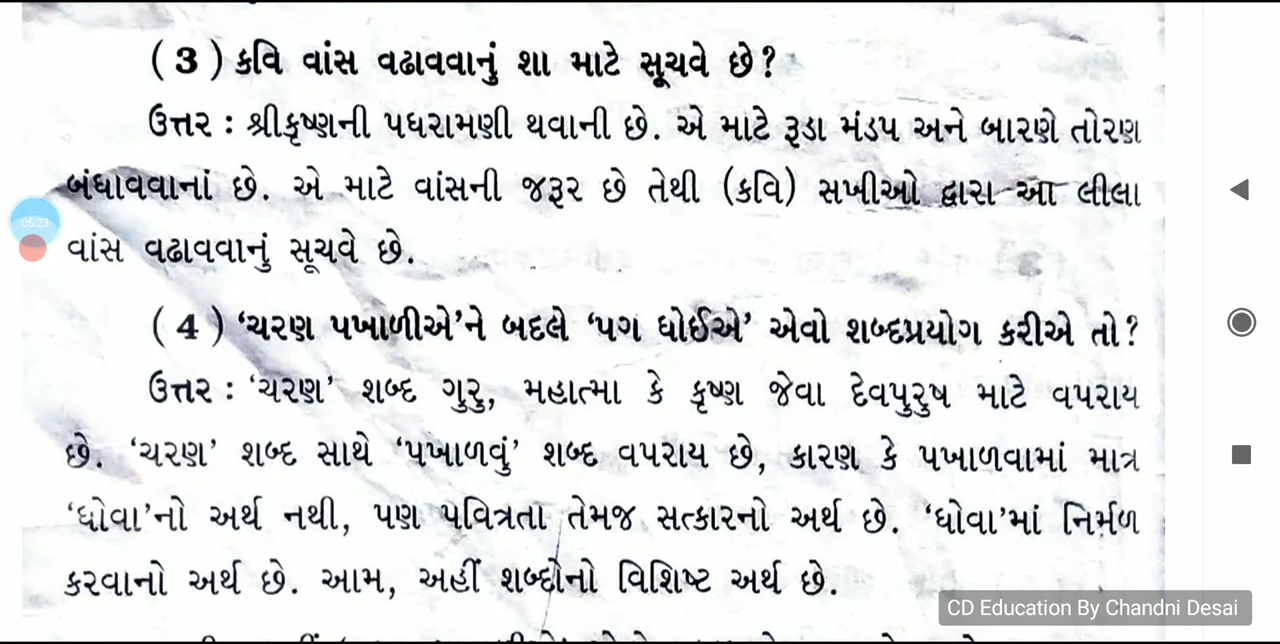 ( 3 ) કવિ વાંસ વઢાવવાનું શા માટે સૂચવે છે?
ઉત્તર : શ્રીકૃષ્ણની પધરામણી થવાની છે. એ માટે રૂડા મંડપ અને બારણે તોરણ
બંધાવવાનાં છે. એ માટે વાંસની જરૂર છે તેથી (કવિ) સખીઓ દ્વારા આ લીલા
05:23
વાંસ વઢાવવાનું સૂચવે છે.
( 4 ) ‘ચરણ પખાળીએ’ને બદલે ‘પગ ધોઈએ’ એવો શબ્દપ્રયોગ કરીએ તો?
ઉત્તર : ‘ચરણ’ શબ્દ ગુરુ, મહાત્મા કે કૃષ્ણ જેવા દેવપુરુષ માટે વપરાય
છે. ‘ચરણ’ શબ્દ સાથે ‘પખાળવું’ શબ્દ વપરાય છે, કારણ કે પખાળવામાં માત્ર
‘ધોવા’નો અર્થ નથી, પણ પવિત્રતા તેમજ સત્કારનો અર્થ છે. ‘ધોવા’માં નિર્મળ
કરવાનો અર્થ છે. આમ, અહીં શબ્દોનો વિશિષ્ટ અર્થ છે.
CD Education By Chandni Desai